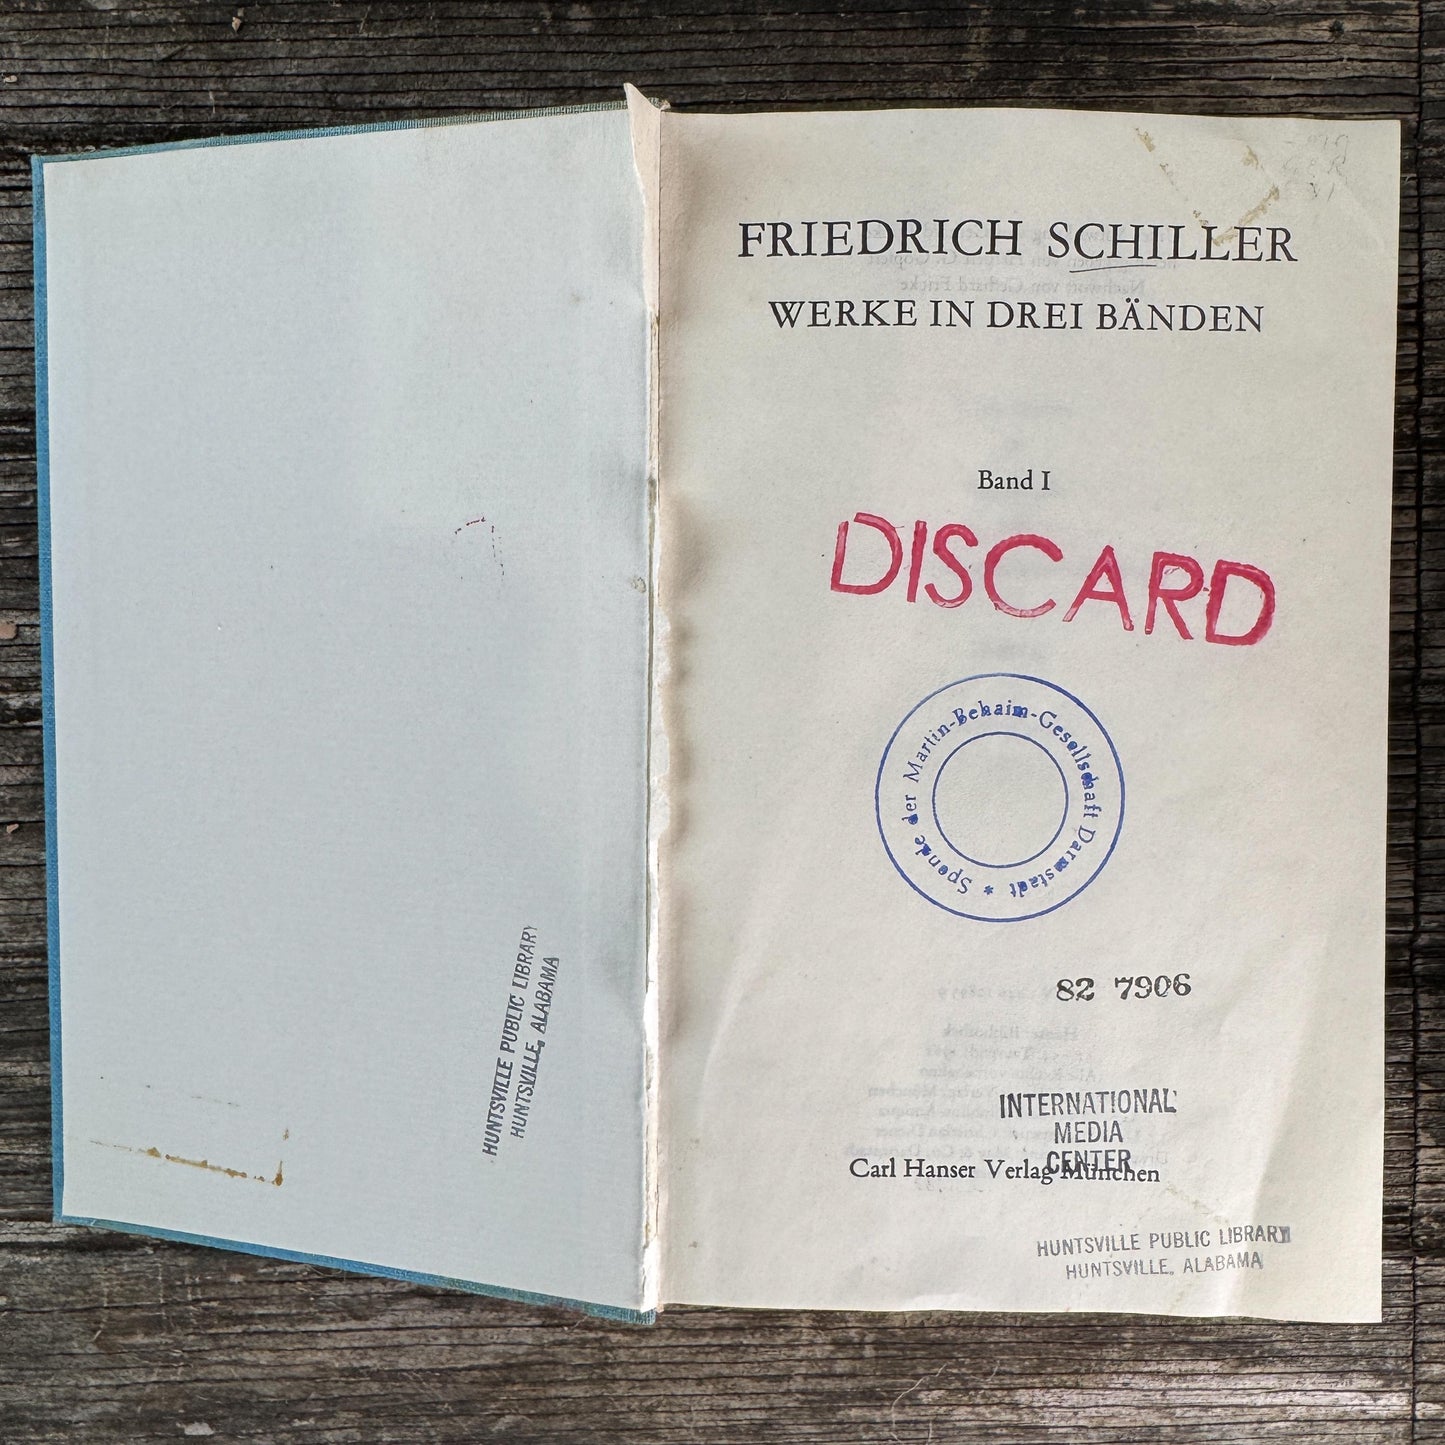 HUNTSVILLE PUBLIC LIBRARY
HUNTSVILLE, ALABAMA
FRIEDRICH SCHILLER
WERKE IN DREI BÄNDEN
Band I
DISCARD
Spende der Martin-Behaim-Gesellschaft Darmstadt *
82 7906
INTERNATIONAL
MEDIA
CENTER
Carl Hanser Verlag München
HUNTSVILLE PUBLIC LIBRARY
HUNTSVILLE, ALABAMA